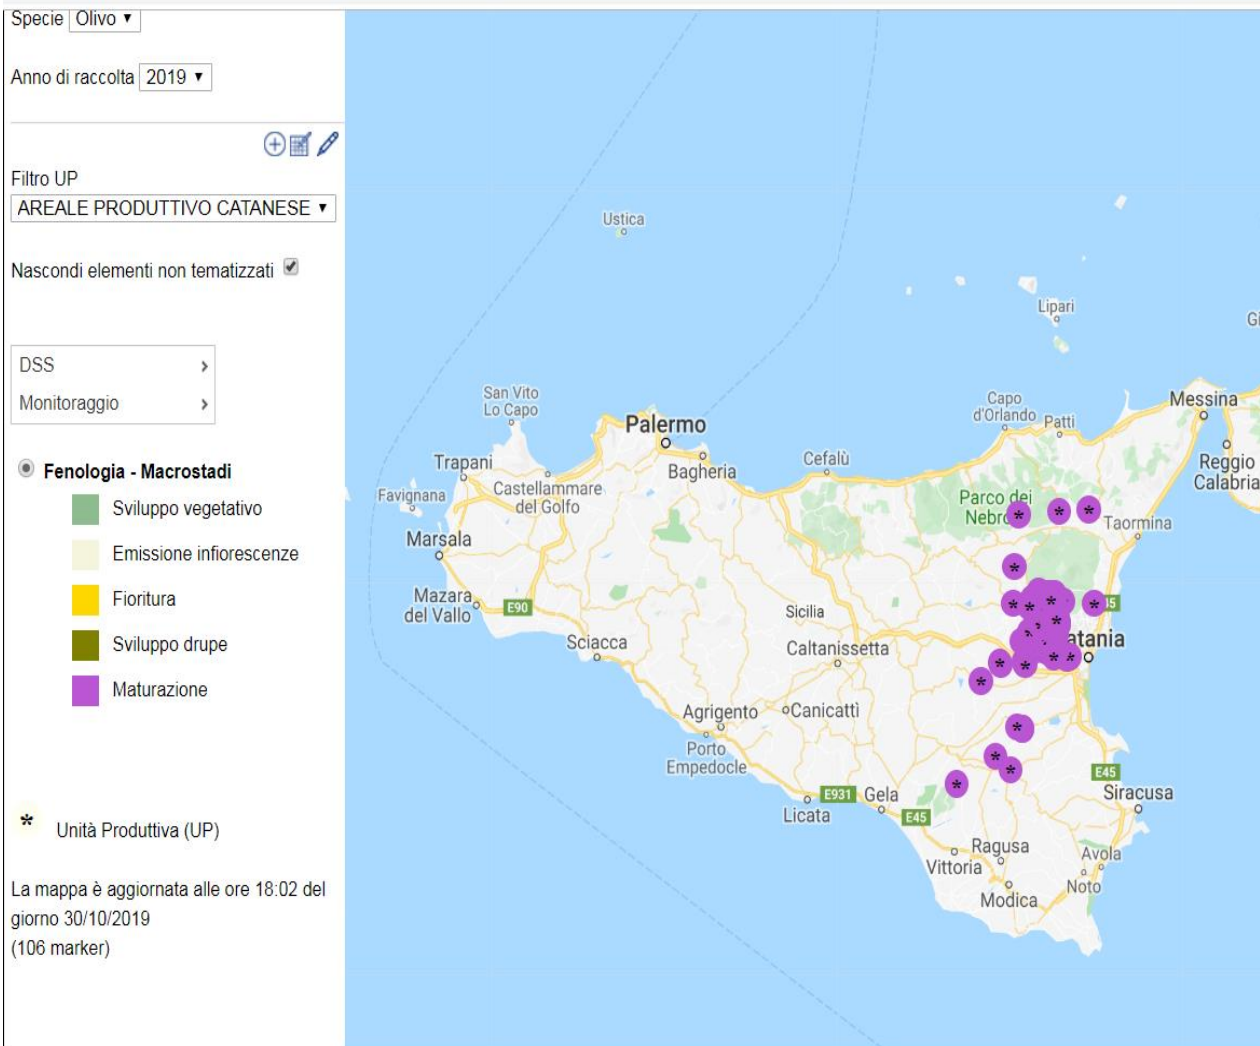 Specie Olivo
Anno di raccolta 2019
Filtro UP
AREALE PRODUTTIVO CATANESE
Nascondi elementi non tematizzati
DSS
Monitoraggio
Fenologia - Macrostadi
Sviluppo vegetativo
Emissione infiorescenze
Fioritura
Sviluppo drupe
Maturazione
* Unità Produttiva (UP)
La mappa è aggiornata alle ore 18:02 del
giorno 30/10/2019
(106 marker)
Ustica
Lipari
San Vito
Lo Capo
Palermo
Bagheria
Cefalù
Capo
d'Orlando
Patti
Messina
Reggio
Calabria
Trapani
Favignana
Castellammare
del Golfo
Parco dei
Taormina
Marsala
Mazara
del Vallo
E90
Sciacca
Sicilia
Caltanissetta
atania
Agrigento
Canicattì
Porto
Empedocle
E45
Siracusa
E931
Gela
Licata
E45
Ragusa
Vittoria
Avola
Noto
Modica